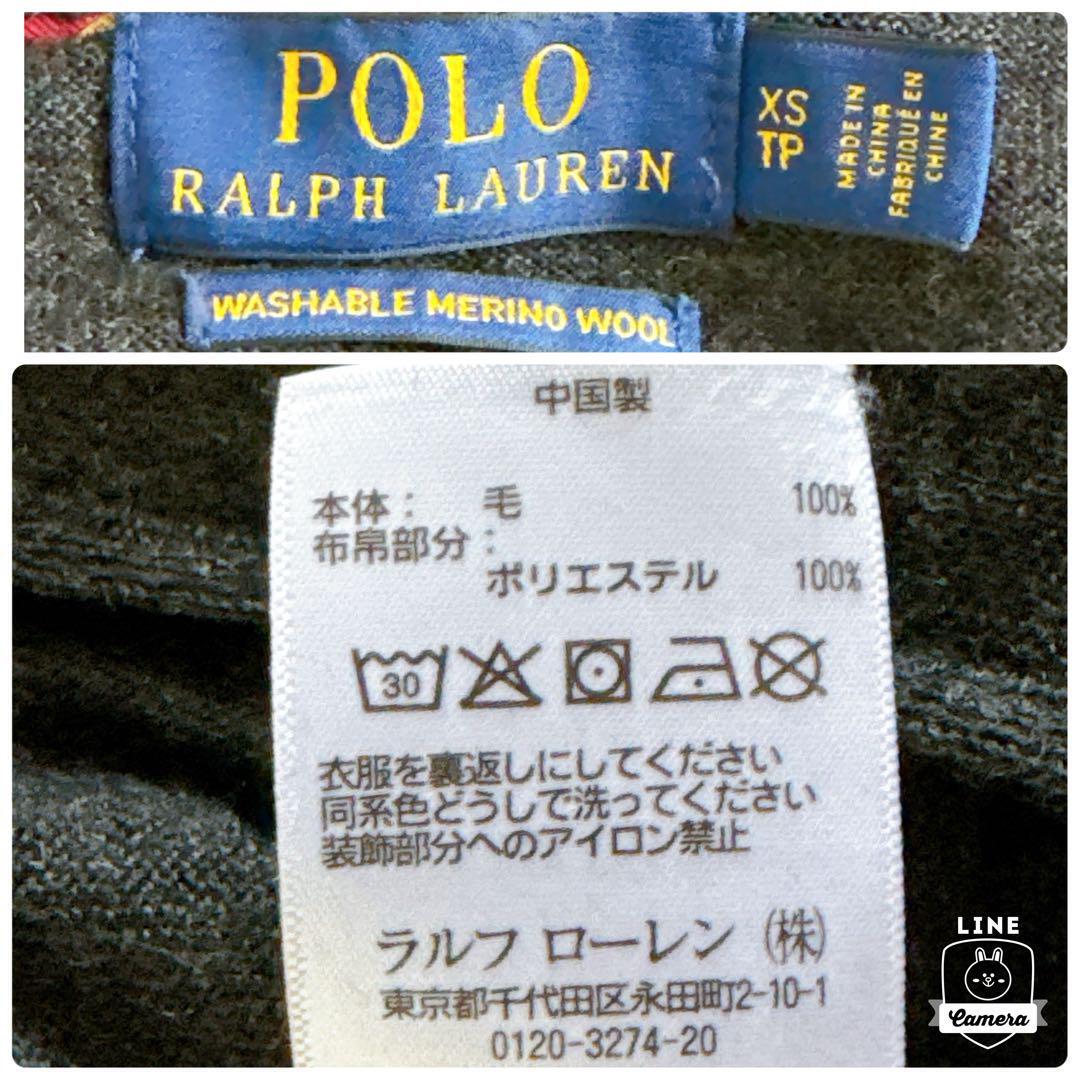 POLO
RALPH LAUREN
XS
TP
MADE IN
CHINA
FABRIQUÉ EN
CHINE
WASHABLE MERINO WOOL
中国製
本体： 毛 100%
布帛部分：
ポリエステル 100%
30
衣服を裏返しにしてください
同系色どうしで洗ってください
装飾部分へのアイロン禁止
ラルフ ローレン ㈱
東京都千代田区永田町2-10-1
0120-3274-20
LINE
Camera